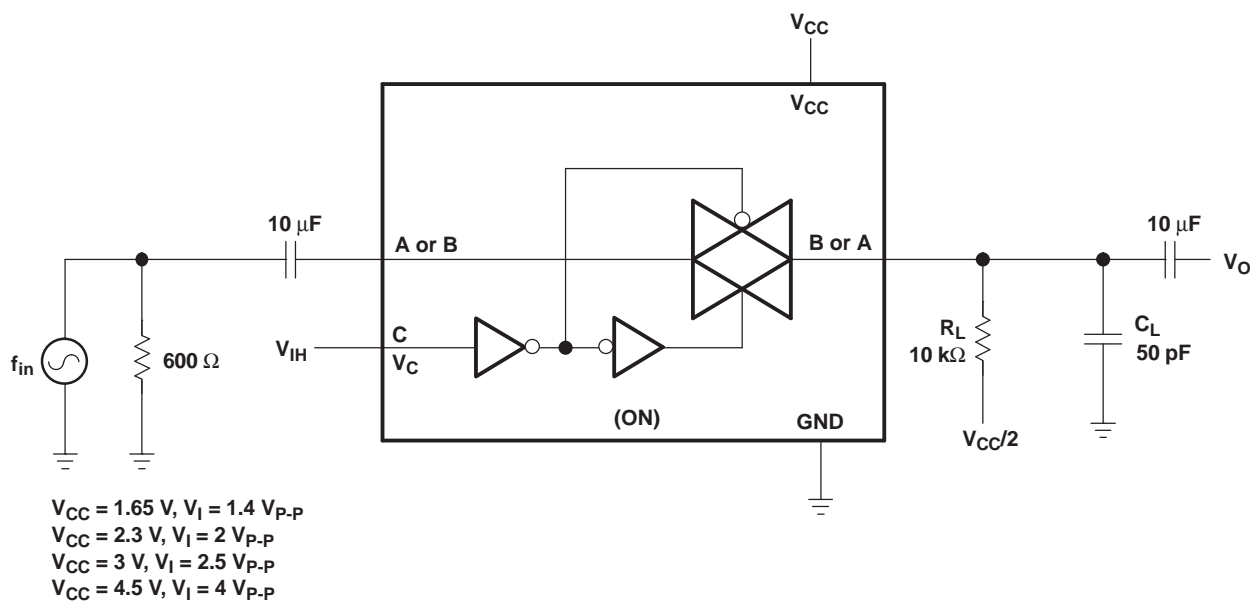 VCC
VCC
10 μF
A or B
B or A
10 μF
VO
fin
600 Ω
VIH
C
VC
RL
10 kΩ
CL
50 pF
(ON)
GND
VCC/2
VCC = 1.65 V, VI = 1.4 VP-P
VCC = 2.3 V, VI = 2 VP-P
VCC = 3 V, VI = 2.5 VP-P
VCC = 4.5 V, VI = 4 VP-P